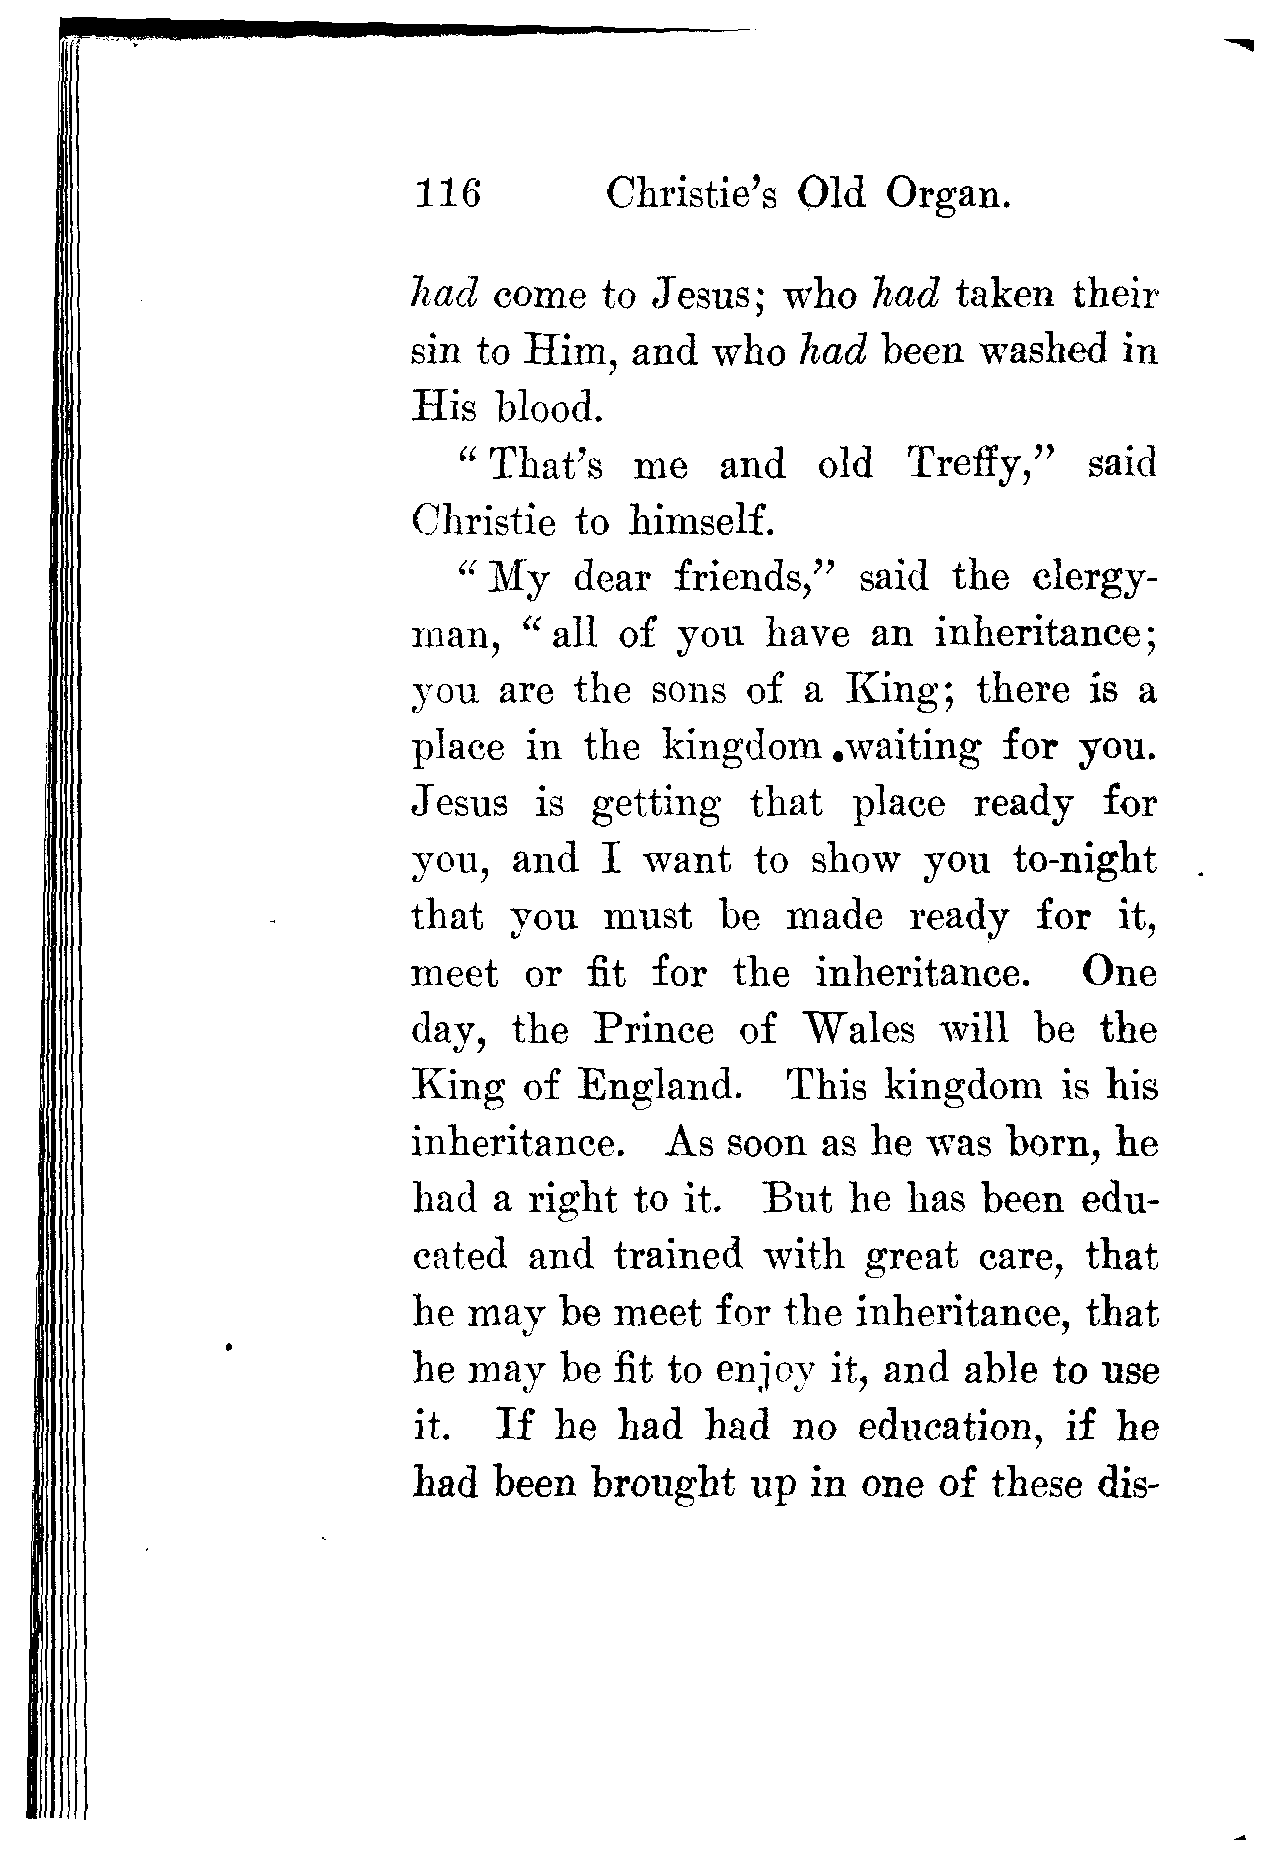 116 Christie's Old Organ.
had come to Jesus; who had taken their
sin to Him, and who had been washed in
His blood.
“ That's me and old Treffy,” said
Christie to himself.
“ My dear friends,” said the clergy-
man, “ all of you have an inheritance;
you are the sons of a King; there is a
place in the kingdom waiting for you.
Jesus is getting that place ready for
you, and I want to show you to-night
that you must be made ready for it,
meet or fit for the inheritance. One
day, the Prince of Wales will be the
King of England. This kingdom is his
inheritance. As soon as he was born, he
had a right to it. But he has been edu-
cated and trained with great care, that
he may be meet for the inheritance, that
he may be fit to enjoy it, and able to use
it. If he had had no education, if he
had been brought up in one of these dis-